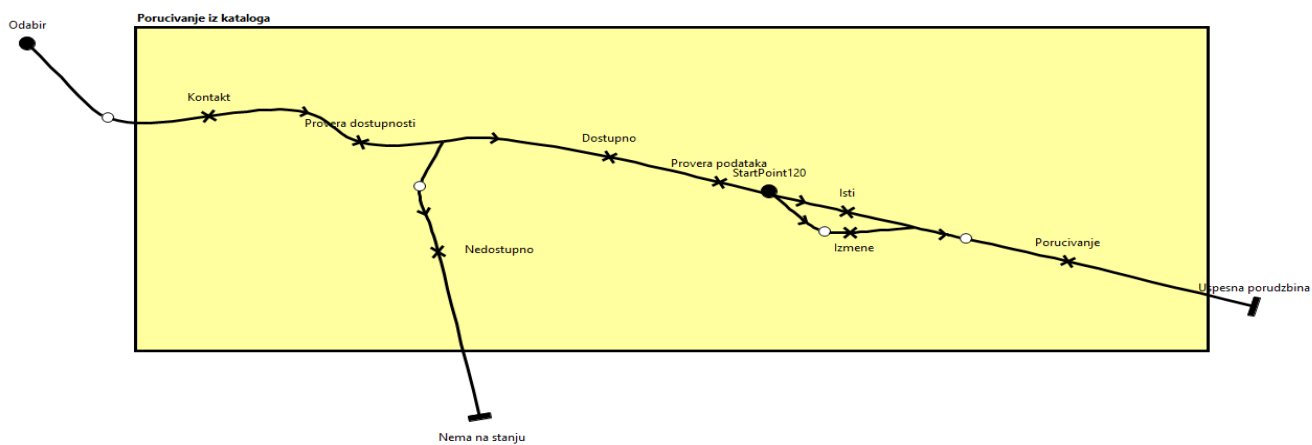 Porucivanje iz kataloga
Odabir
Kontakt
Provera dostupnosti
Dostupno
Provera podataka
StartPoint120
Isti
Izmene
Nedostupno
Porucivanje
Uspesna porudzbina
Nema na stanju